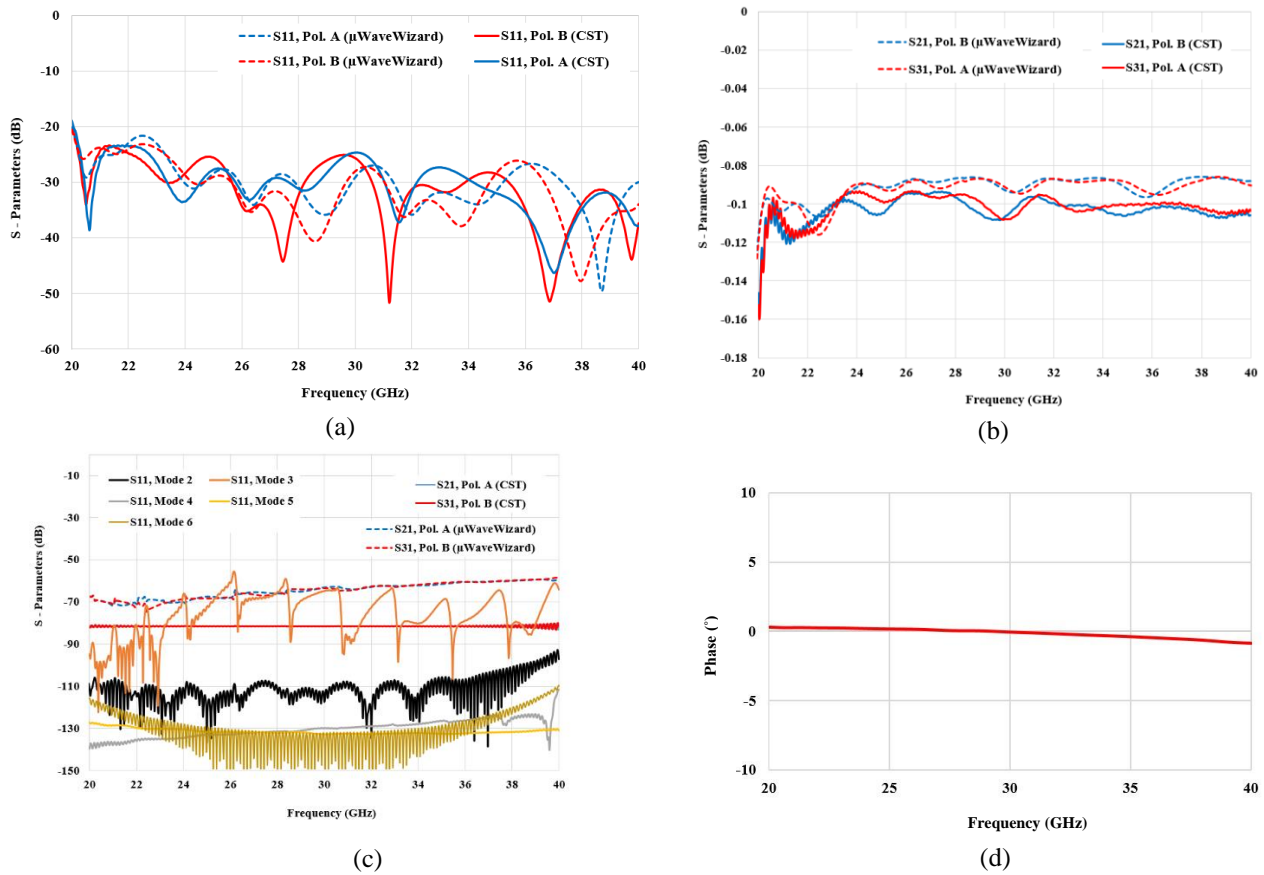 0
-10
-20
-30
-40
-50
-60
S - Parameters (dB)
S11, Pol. A (µWaveWizard) S11, Pol. B (CST)
S11, Pol. B (µWaveWizard) S11, Pol. A (CST)
20 22 24 26 28 30 32 34 36 38 40
Frequency (GHz)
(a)
0
-0.02
-0.04
-0.06
-0.08
-0.1
-0.12
-0.14
-0.16
-0.18
S - Parameters (dB)
S21, Pol. B (µWaveWizard) S21, Pol. B (CST)
S31, Pol. A (µWaveWizard) S31, Pol. A (CST)
20 22 24 26 28 30 32 34 36 38 40
Frequency (GHz)
(b)
-10
-30
-50
-70
-90
-110
-130
-150
S - Parameters (dB)
S11, Mode 2 S11, Mode 3
S11, Mode 4 S11, Mode 5
S11, Mode 6
S21, Pol. A (CST)
S31, Pol. B (CST)
S21, Pol. A (µWaveWizard)
S31, Pol. B (µWaveWizard)
20 22 24 26 28 30 32 34 36 38 40
Frequency (GHz)
(c)
10
5
0
-5
-10
Phase (°)
20 25 30 35 40
Frequency (GHz)
(d)